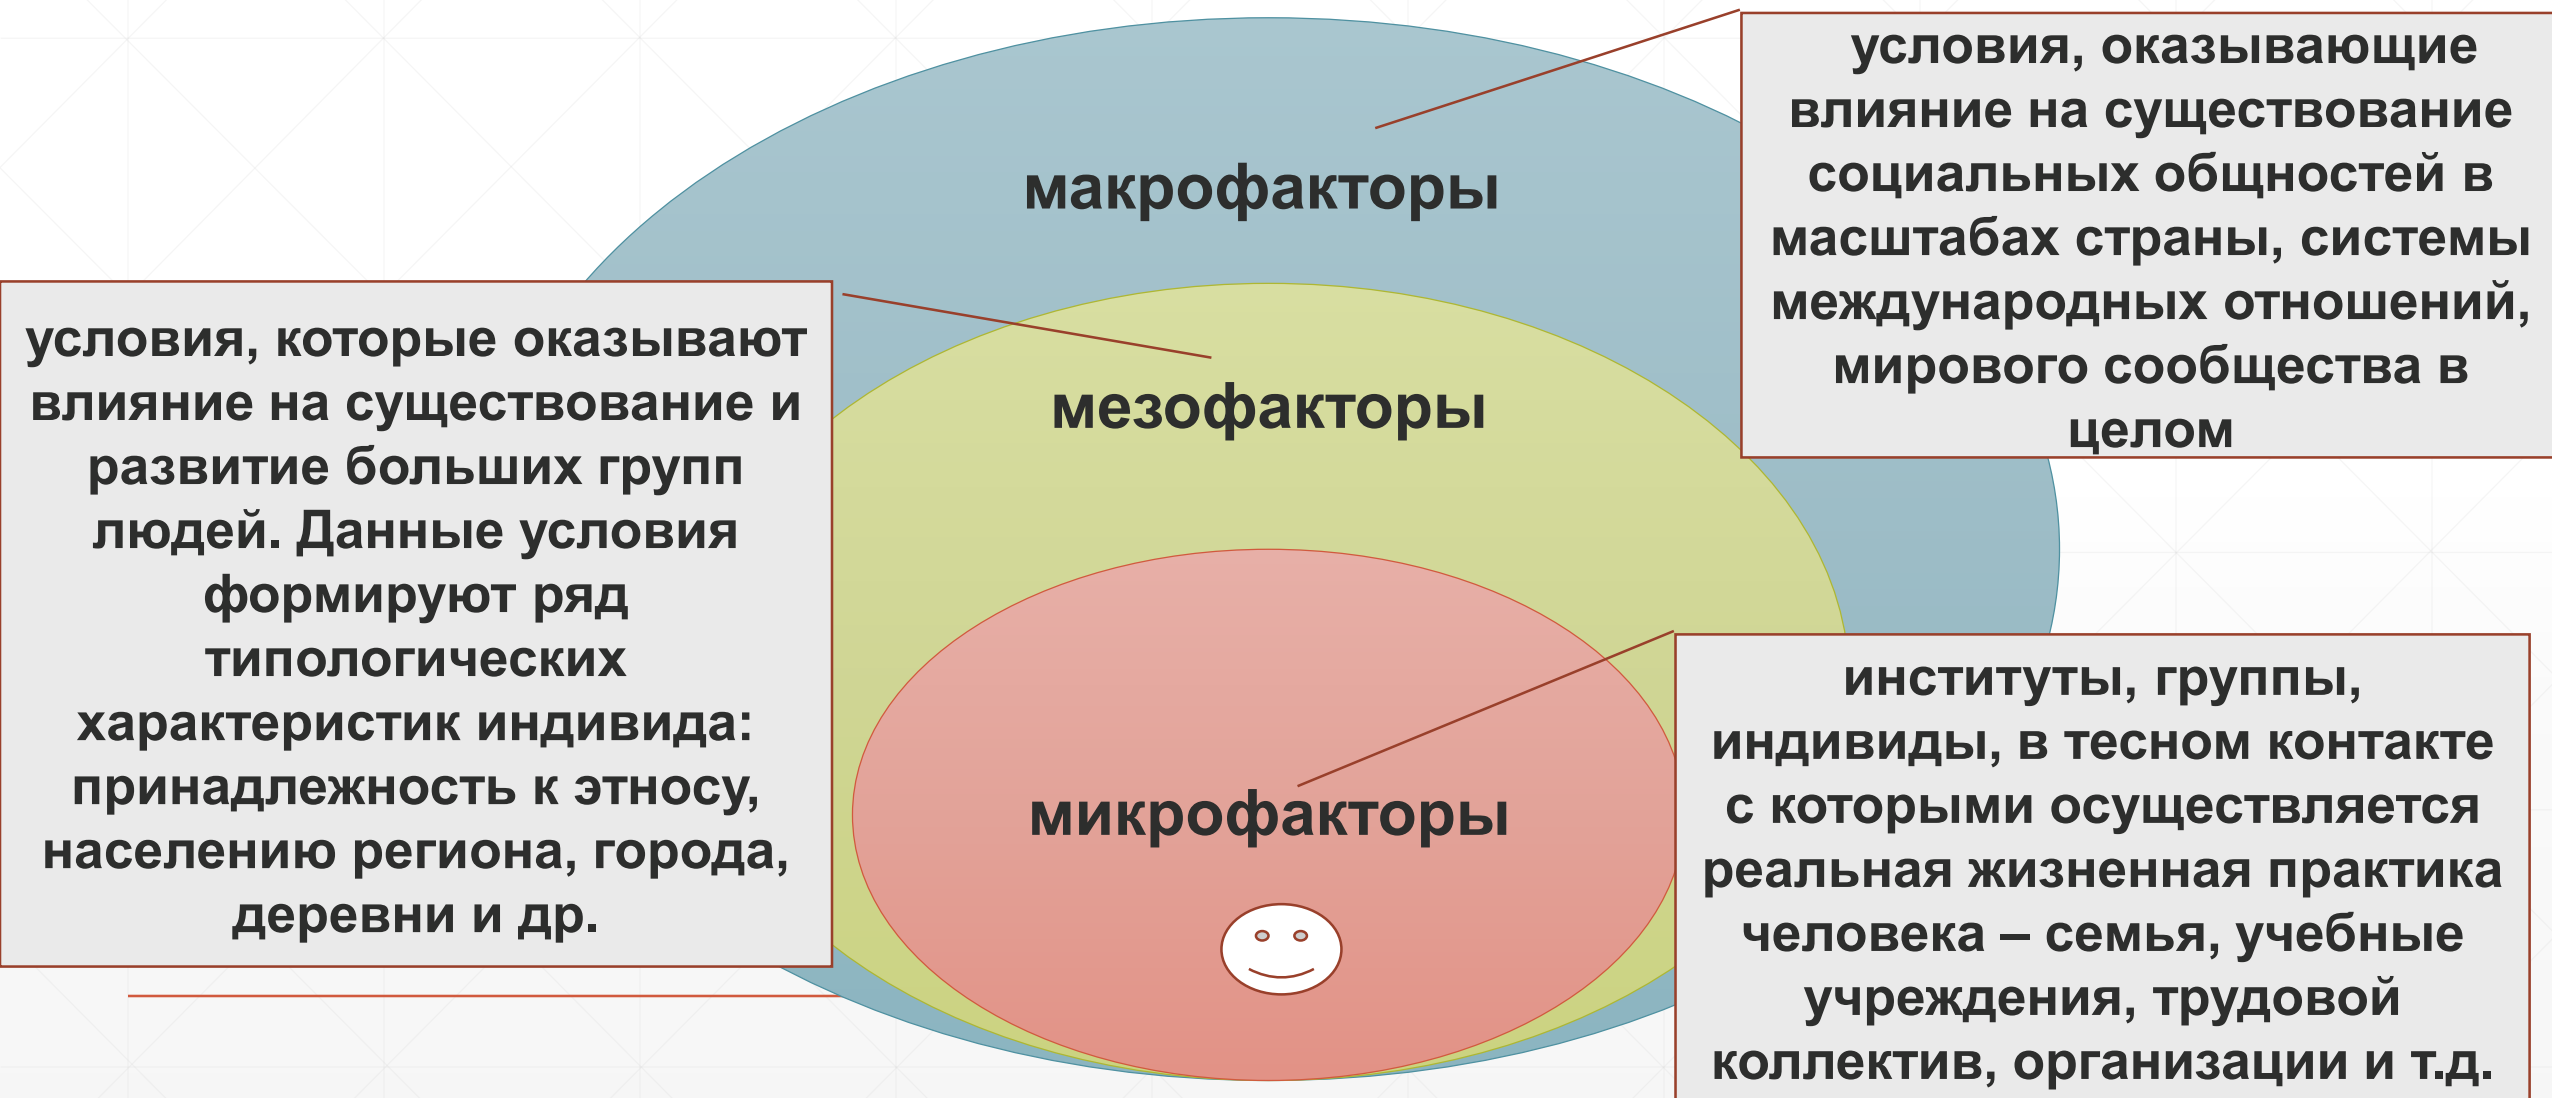 макрофакторы
условия, оказывающие
влияние на существование
социальных общностей в
масштабах страны, системы
международных отношений,
мирового сообщества в
целом
условия, которые оказывают
влияние на существование и
развитие больших групп
людей. Данные условия
формируют ряд
типологических
характеристик индивида:
принадлежность к этносу,
населению региона, города,
деревни и др.
мезофакторы
микрофакторы
институты, группы,
индивиды, в тесном контакте
с которыми осуществляется
реальная жизненная практика
человека – семья, учебные
учреждения, трудовой
коллектив, организации и т.д.